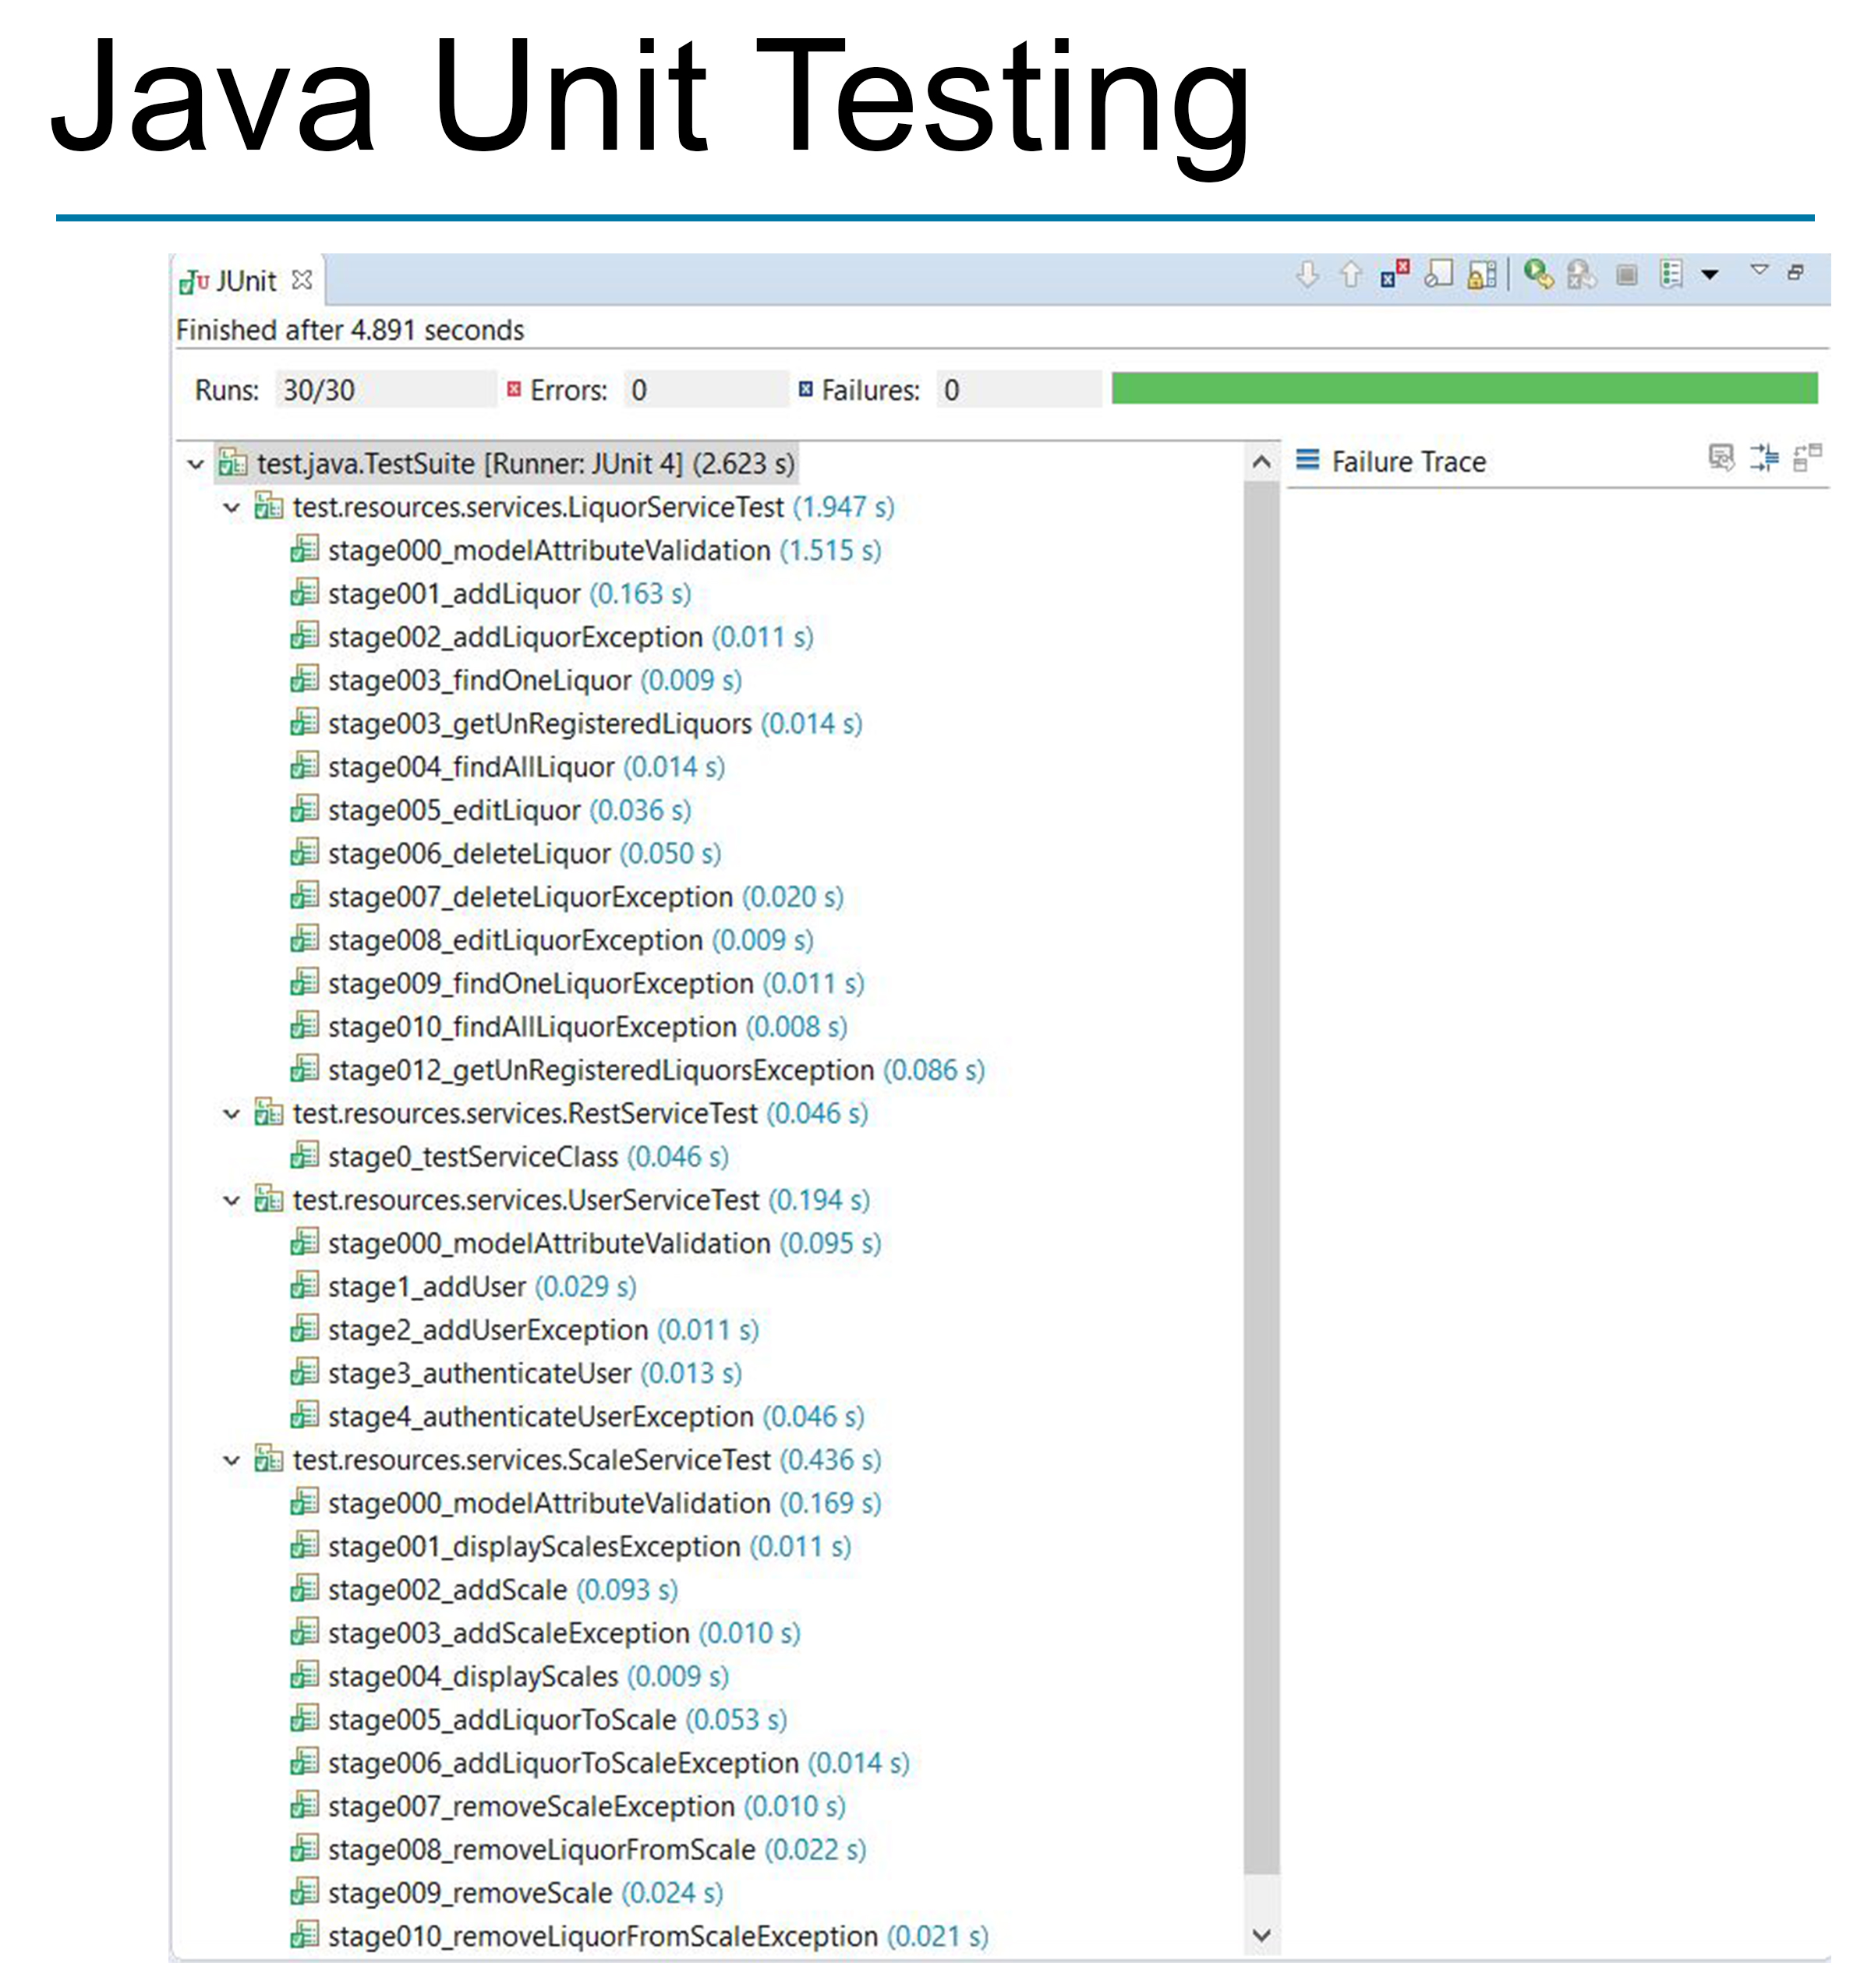 Java Unit Testing
JUnit
Finished after 4.891 seconds
Runs: 30/30 Errors: 0 Failures: 0
test.java.TestSuite [Runner: JUnit 4] (2.623 s)
Failure Trace
test.resources.services.LiquorServiceTest (1.947 s)
stage000_modelAttributeValidation (1.515 s)
stage001_addLiquor (0.163 s)
stage002_addLiquorException (0.011 s)
stage003_findOneLiquor (0.009 s)
stage003_getUnRegisteredLiquors (0.014 s)
stage004_findAllLiquor (0.014 s)
stage005_editLiquor (0.036 s)
stage006_deleteLiquor (0.050 s)
stage007_deleteLiquorException (0.020 s)
stage008_editLiquorException (0.009 s)
stage009_findOneLiquorException (0.011 s)
stage010_findAllLiquorException (0.008 s)
stage012_getUnRegisteredLiquorsException (0.086 s)
test.resources.services.RestServiceTest (0.046 s)
stage0_testServiceClass (0.046 s)
test.resources.services.UserServiceTest (0.194 s)
stage000_modelAttributeValidation (0.095 s)
stage1_addUser (0.029 s)
stage2_addUserException (0.011 s)
stage3_authenticateUser (0.013 s)
stage4_authenticateUserException (0.046 s)
test.resources.services.ScaleServiceTest (0.436 s)
stage000_modelAttributeValidation (0.169 s)
stage001_displayScalesException (0.011 s)
stage002_addScale (0.093 s)
stage003_addScaleException (0.010 s)
stage004_displayScales (0.009 s)
stage005_addLiquorToScale (0.053 s)
stage006_addLiquorToScaleException (0.014 s)
stage007_removeScaleException (0.010 s)
stage008_removeLiquorFromScale (0.022 s)
stage009_removeScale (0.024 s)
stage010_removeLiquorFromScaleException (0.021 s)